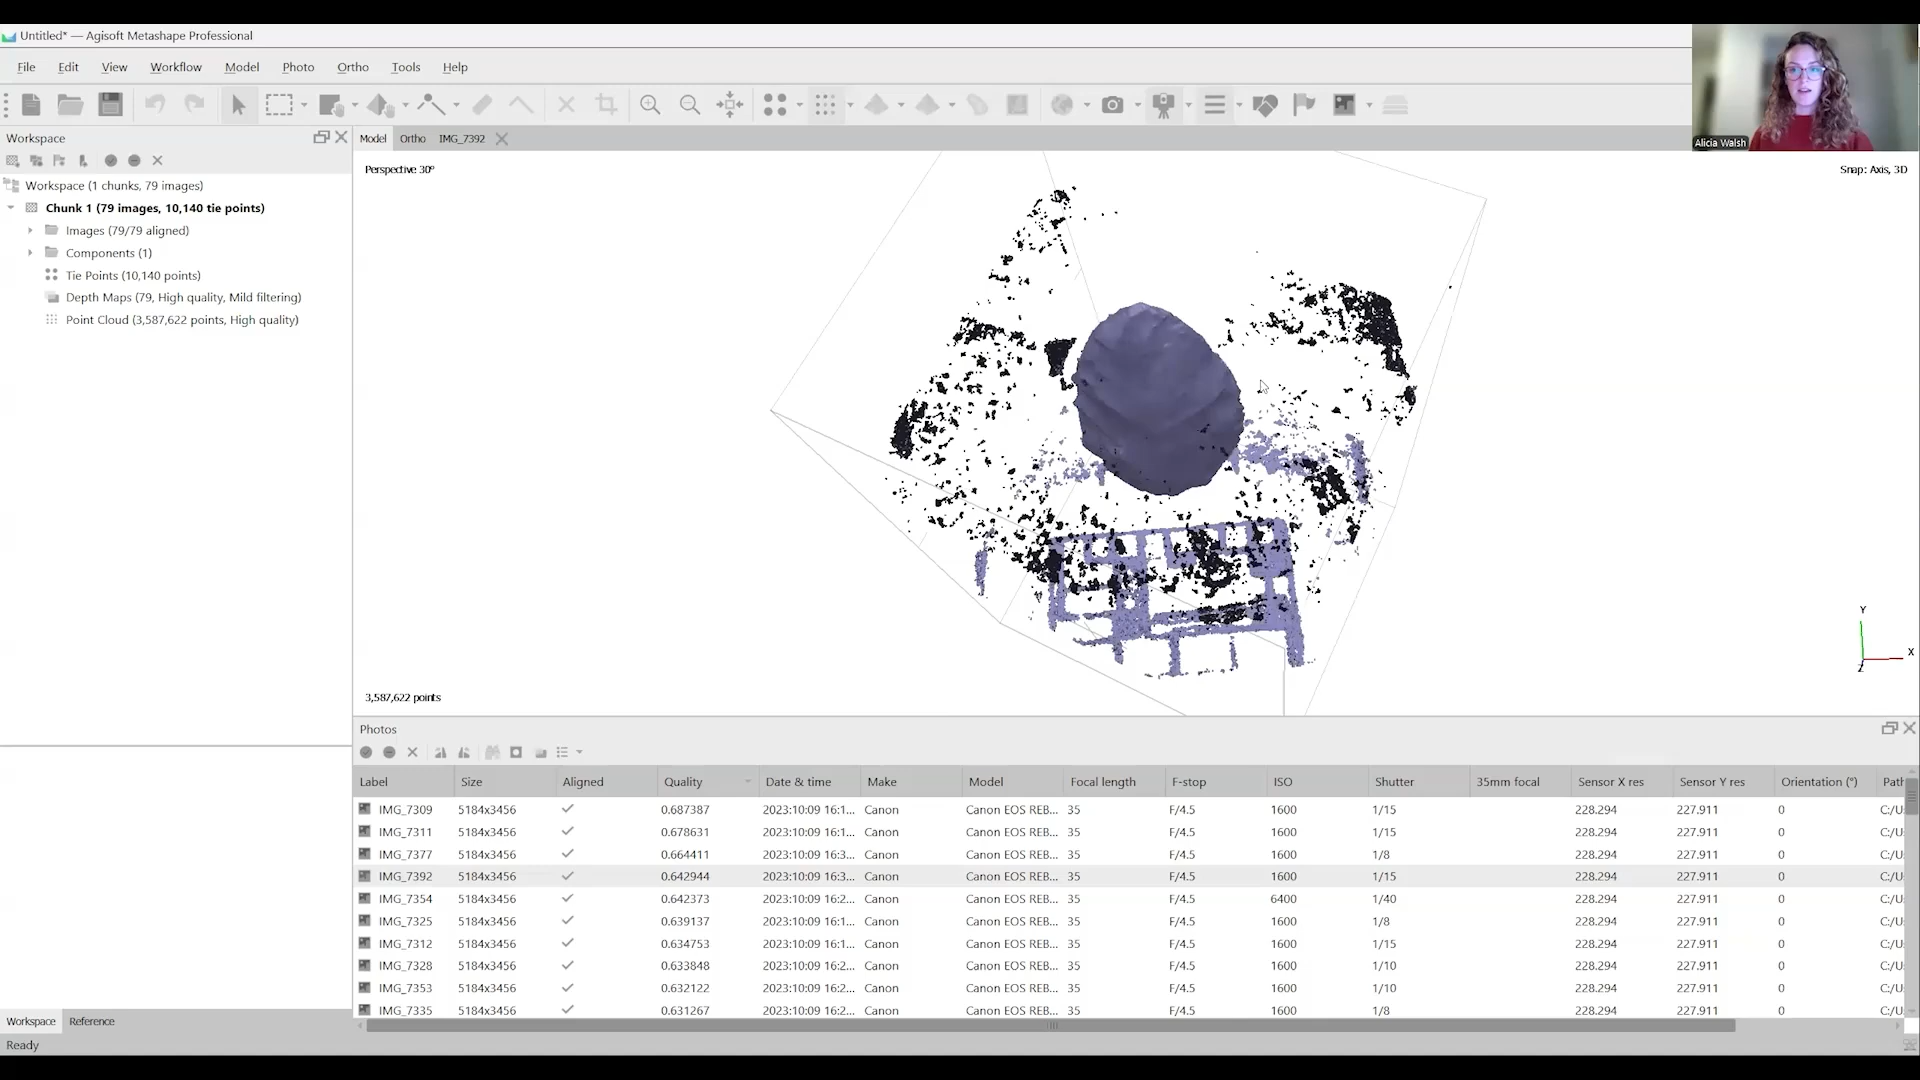 Untitled* — Agisoft Metashape Professional
File Edit View Workflow Model Photo Ortho Tools Help
Alicia Walsh
Workspace
Model Ortho IMG_7392
Perspective 30°
Snap: Axis, 3D
Workspace (1 chunks, 79 images)
Chunk 1 (79 images, 10,140 tie points)
Images (79/79 aligned)
Components (1)
Tie Points (10,140 points)
Depth Maps (79, High quality, Mild filtering)
Point Cloud (3,587,622 points, High quality)
Y
X
Z
3,587,622 points
Photos
Label Size Aligned Quality Date & time Make Model Focal length F-stop ISO Shutter 35mm focal Sensor X res Sensor Y res Orientation (°) Path
IMG_7309 5184x3456 0.687387 2023:10:09 16:1... Canon Canon EOS REB... 35 F/4.5 1600 1/15 228.294 227.911 0 C:/U
IMG_7311 5184x3456 0.678631 2023:10:09 16:1... Canon Canon EOS REB... 35 F/4.5 1600 1/15 228.294 227.911 0 C:/U
IMG_7377 5184x3456 0.664411 2023:10:09 16:3... Canon Canon EOS REB... 35 F/4.5 1600 1/8 228.294 227.911 0 C:/U
IMG_7392 5184x3456 0.642944 2023:10:09 16:3... Canon Canon EOS REB... 35 F/4.5 1600 1/15 228.294 227.911 0 C:/U
IMG_7354 5184x3456 0.642373 2023:10:09 16:2... Canon Canon EOS REB... 35 F/4.5 6400 1/40 228.294 227.911 0 C:/U
IMG_7325 5184x3456 0.639137 2023:10:09 16:1... Canon Canon EOS REB... 35 F/4.5 1600 1/8 228.294 227.911 0 C:/U
IMG_7312 5184x3456 0.634753 2023:10:09 16:1... Canon Canon EOS REB... 35 F/4.5 1600 1/15 228.294 227.911 0 C:/U
IMG_7328 5184x3456 0.633848 2023:10:09 16:2... Canon Canon EOS REB... 35 F/4.5 1600 1/10 228.294 227.911 0 C:/U
IMG_7353 5184x3456 0.632122 2023:10:09 16:2... Canon Canon EOS REB... 35 F/4.5 1600 1/10 228.294 227.911 0 C:/U
IMG_7335 5184x3456 0.631267 2023:10:09 16:2... Canon Canon EOS REB... 35 F/4.5 1600 1/8 228.294 227.911 0 C:/U
Workspace Reference
Ready